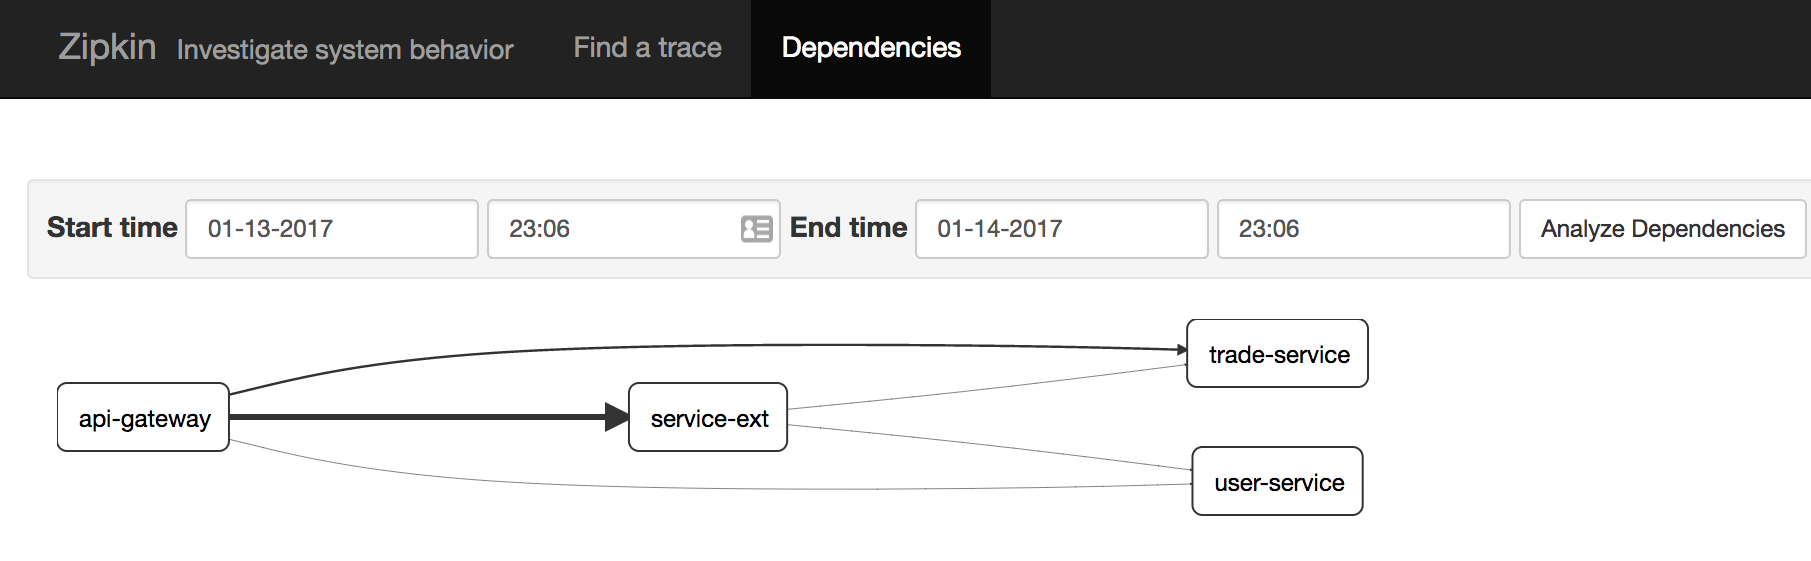 Zipkin Investigate system behavior Find a trace Dependencies
Start time 01-13-2017 23:06 End time 01-14-2017 23:06 Analyze Dependencies
trade-service
api-gateway service-ext
user-service